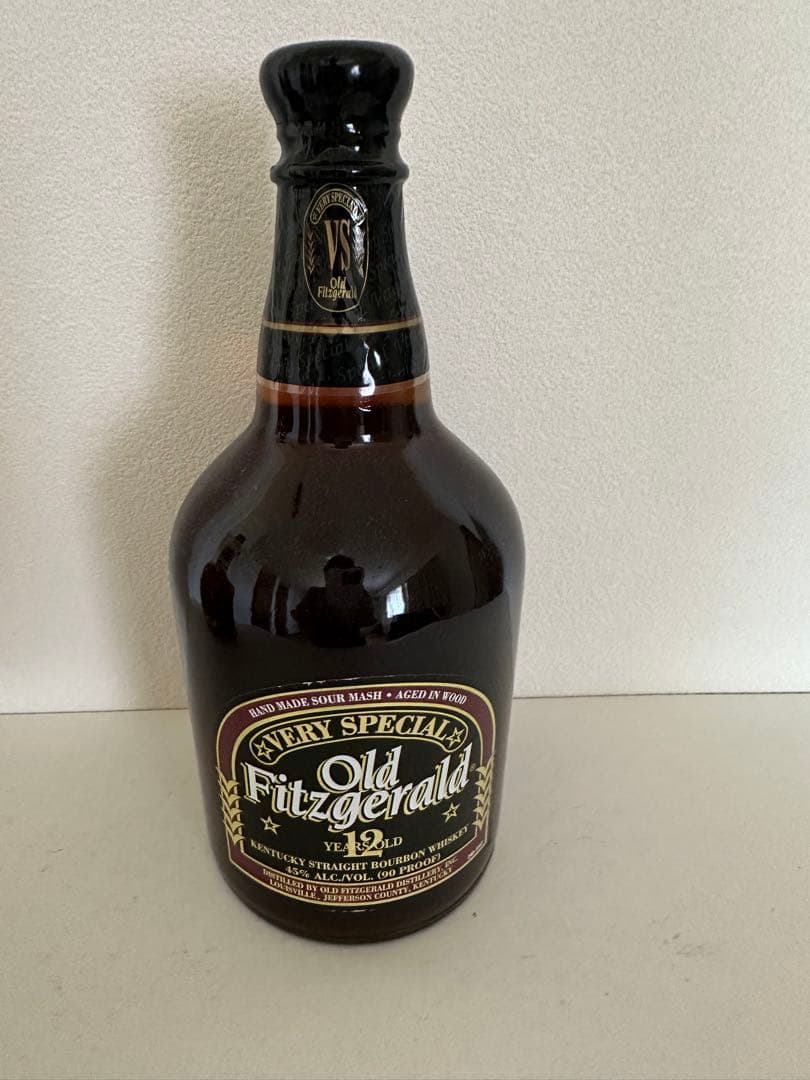 VERY SPECIAL
VS
Old
Fitzgerald
HAND MADE SOUR MASH • AGED IN WOOD
VERY SPECIAL
Old
Fitzgerald®
12
YEARS OLD
KENTUCKY STRAIGHT BOURBON WHISKEY
45% ALC./VOL. (90 PROOF)
DISTILLED BY OLD FITZGERALD DISTILLERY, INC.
LOUISVILLE, JEFFERSON COUNTY, KENTUCKY